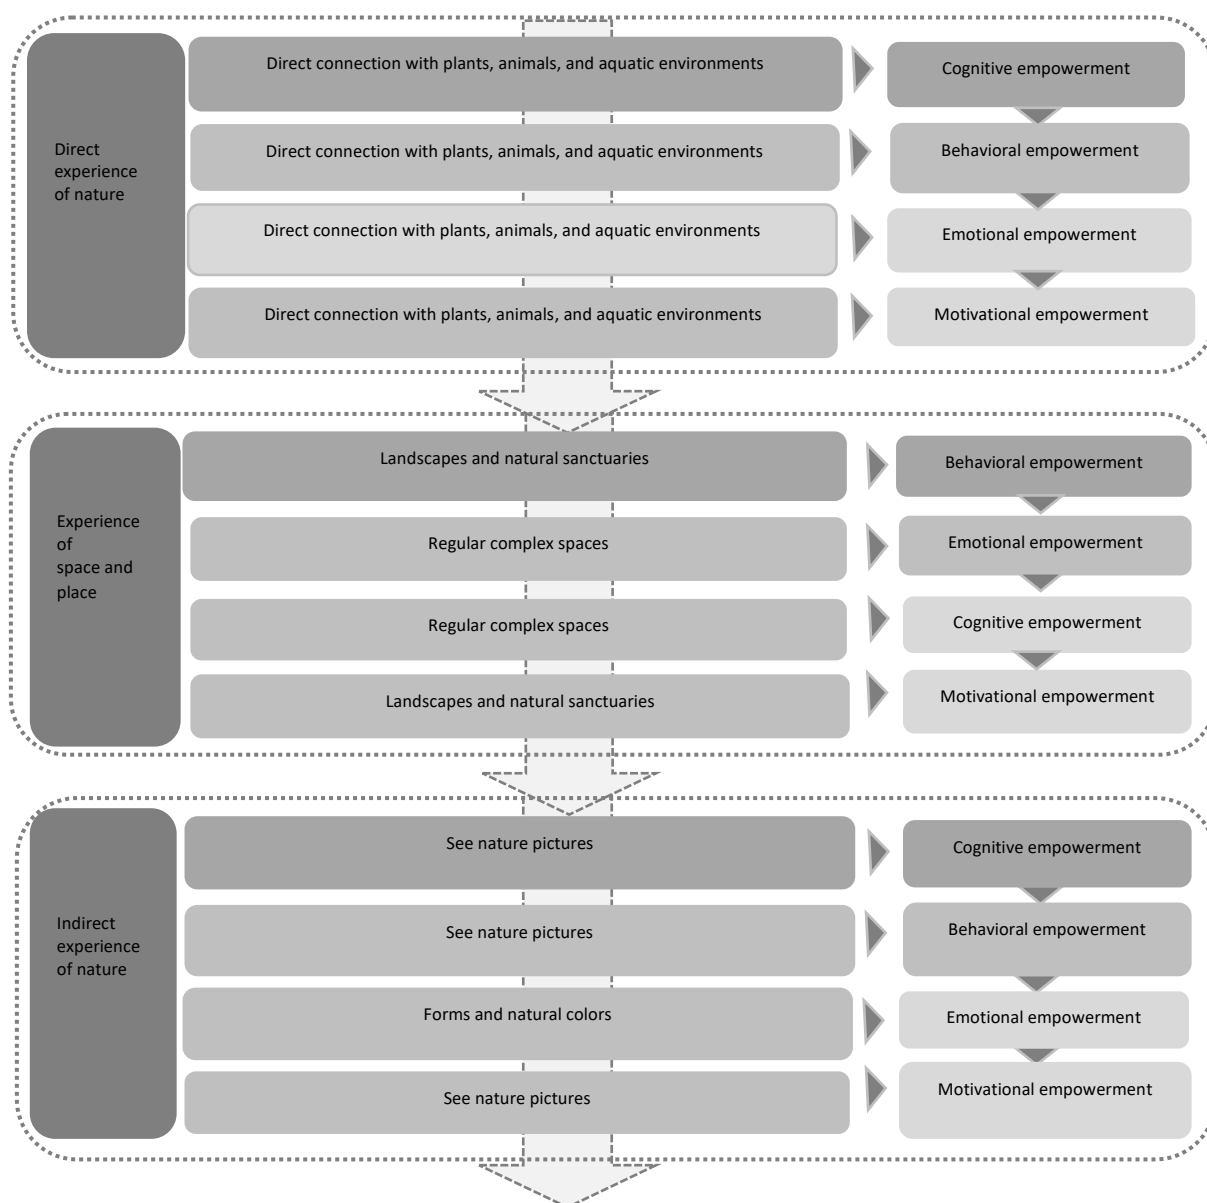 Direct connection with plants, animals, and aquatic environments
Cognitive empowerment
Direct
experience
of nature
Direct connection with plants, animals, and aquatic environments
Behavioral empowerment
Direct connection with plants, animals, and aquatic environments
Emotional empowerment
Direct connection with plants, animals, and aquatic environments
Motivational empowerment
Landscapes and natural sanctuaries
Behavioral empowerment
Experience
of
space and
place
Regular complex spaces
Emotional empowerment
Regular complex spaces
Cognitive empowerment
Landscapes and natural sanctuaries
Motivational empowerment
See nature pictures
Cognitive empowerment
Indirect
experience
of nature
See nature pictures
Behavioral empowerment
Forms and natural colors
Emotional empowerment
See nature pictures
Motivational empowerment